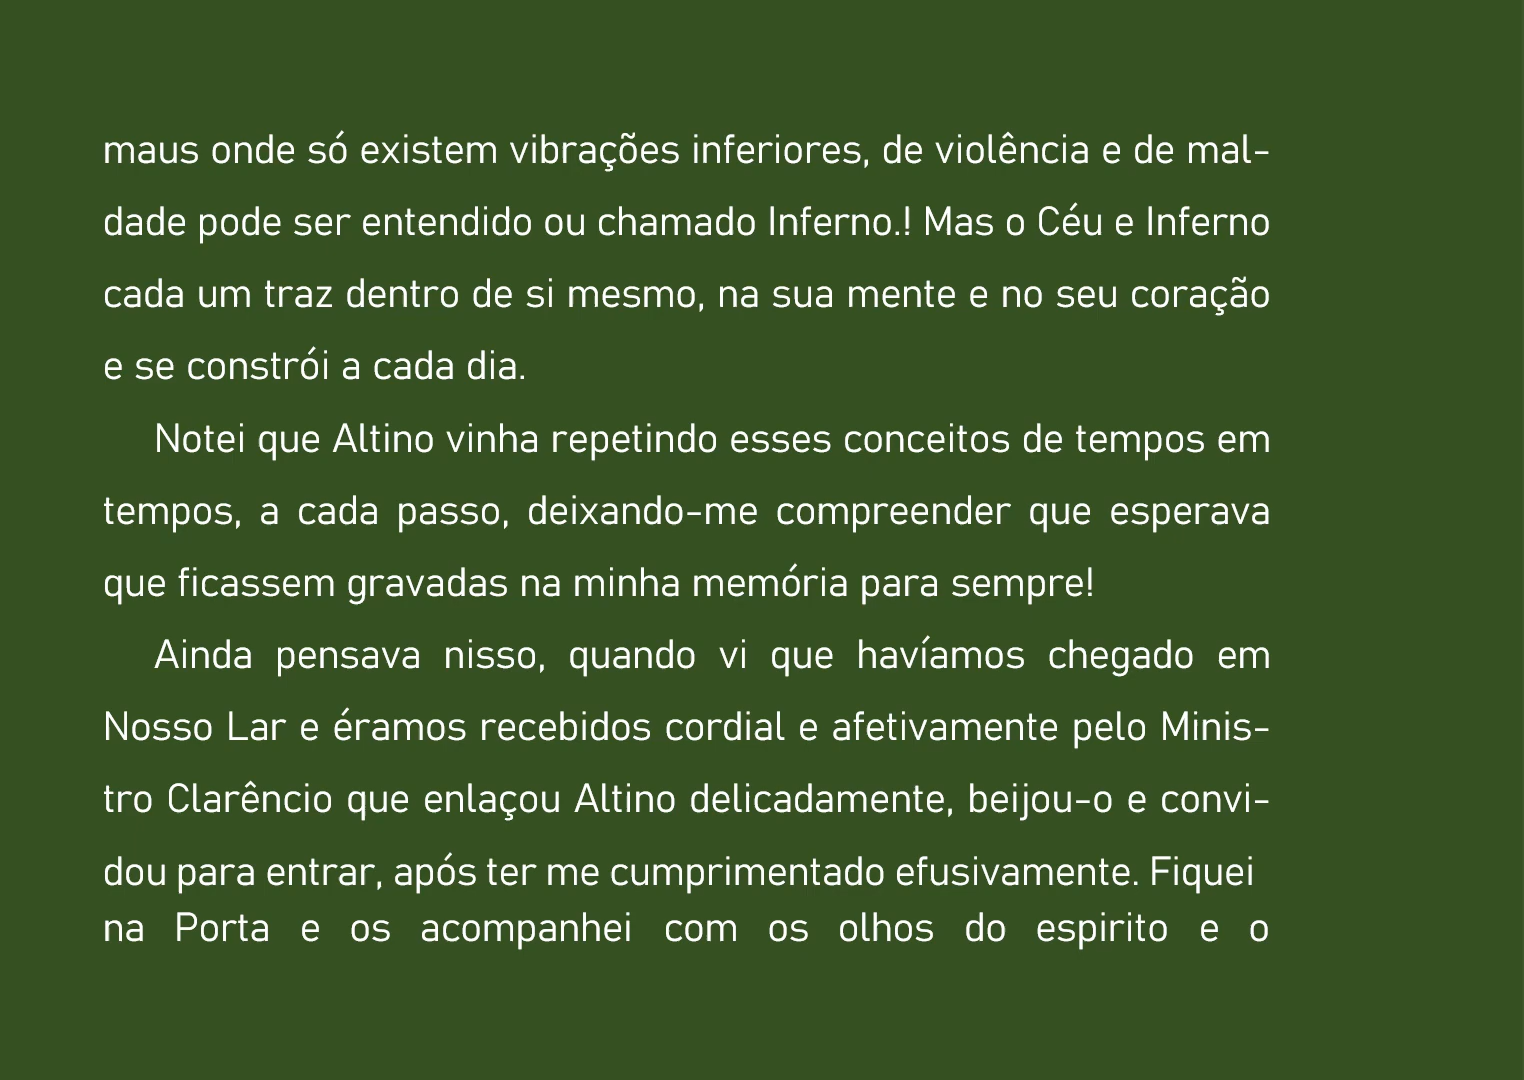 maus onde só existem vibrações inferiores, de violência e de mal-
dade pode ser entendido ou chamado Inferno.! Mas o Céu e Inferno
cada um traz dentro de si mesmo, na sua mente e no seu coração
e se constrói a cada dia.
Notei que Altino vinha repetindo esses conceitos de tempos em
tempos, a cada passo, deixando-me compreender que esperava
que ficassem gravadas na minha memória para sempre!
Ainda pensava nisso, quando vi que havíamos chegado em
Nosso Lar e éramos recebidos cordial e afetivamente pelo Minis-
tro Clarêncio que enlaçou Altino delicadamente, beijou-o e convi-
dou para entrar, após ter me cumprimentado efusivamente. Fiquei
na Porta e os acompanhei com os olhos do espirito e o